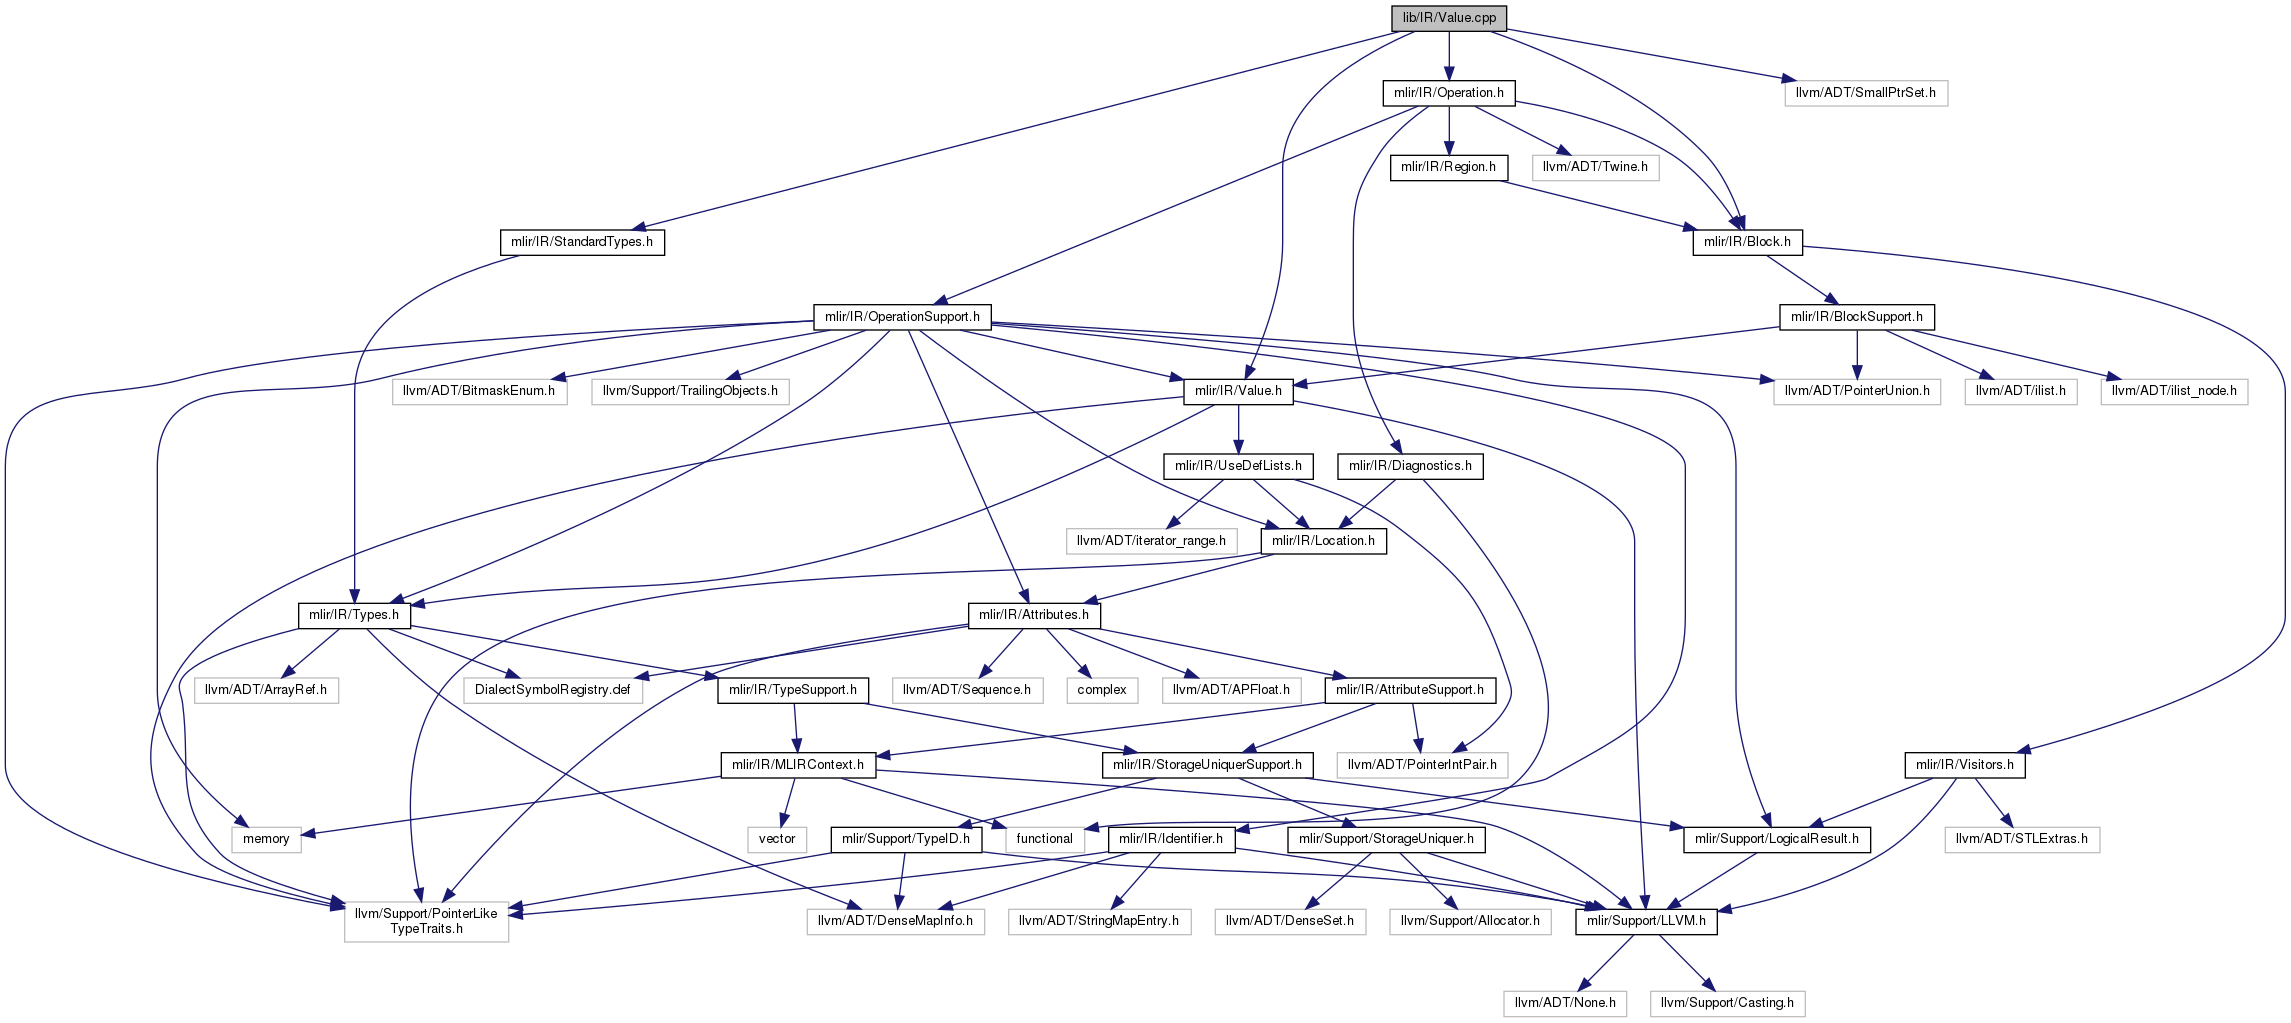 lib/IR/Value.cpp
mlir/IR/Operation.h
llvm/ADT/SmallPtrSet.h
mlir/IR/Region.h
llvm/ADT/Twine.h
mlir/IR/StandardTypes.h
mlir/IR/Block.h
mlir/IR/OperationSupport.h
mlir/IR/BlockSupport.h
llvm/ADT/BitmaskEnum.h
llvm/Support/TrailingObjects.h
mlir/IR/Value.h
llvm/ADT/PointerUnion.h
llvm/ADT/ilist.h
llvm/ADT/ilist_node.h
mlir/IR/UseDefLists.h
mlir/IR/Diagnostics.h
llvm/ADT/iterator_range.h
mlir/IR/Location.h
mlir/IR/Types.h
mlir/IR/Attributes.h
llvm/ADT/ArrayRef.h
DialectSymbolRegistry.def
mlir/IR/TypeSupport.h
llvm/ADT/Sequence.h
complex
llvm/ADT/APFloat.h
mlir/IR/AttributeSupport.h
mlir/IR/MLIRContext.h
mlir/IR/StorageUniquerSupport.h
llvm/ADT/PointerIntPair.h
mlir/IR/Visitors.h
memory
vector
mlir/Support/TypeID.h
functional
mlir/IR/Identifier.h
mlir/Support/StorageUniquer.h
mlir/Support/LogicalResult.h
llvm/ADT/STLExtras.h
llvm/Support/PointerLike
TypeTraits.h
llvm/ADT/DenseMapInfo.h
llvm/ADT/StringMapEntry.h
llvm/ADT/DenseSet.h
llvm/Support/Allocator.h
mlir/Support/LLVM.h
llvm/ADT/None.h
llvm/Support/Casting.h